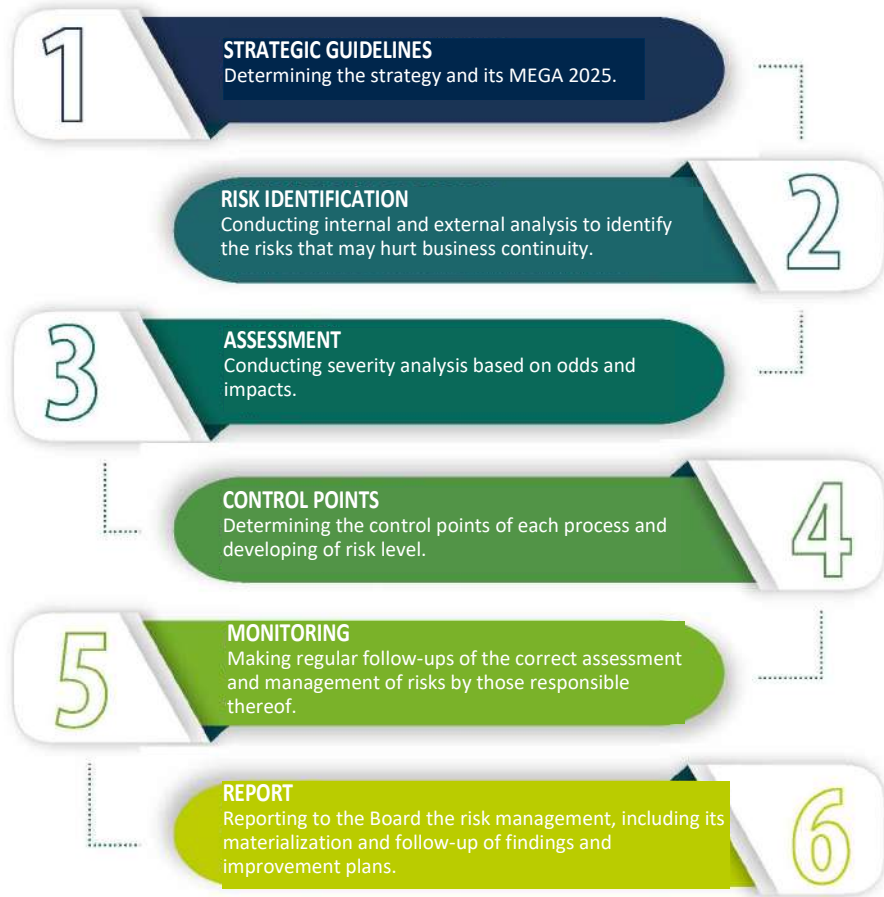 1
STRATEGIC GUIDELINES
Determining the strategy and its MEGA 2025.
2
RISK IDENTIFICATION
Conducting internal and external analysis to identify
the risks that may hurt business continuity.
3
ASSESSMENT
Conducting severity analysis based on odds and
impacts.
4
CONTROL POINTS
Determining the control points of each process and
developing of risk level.
5
MONITORING
Making regular follow-ups of the correct assessment
and management of risks by those responsible
thereof.
6
REPORT
Reporting to the Board the risk management, including its
materialization and follow-up of findings and
improvement plans.